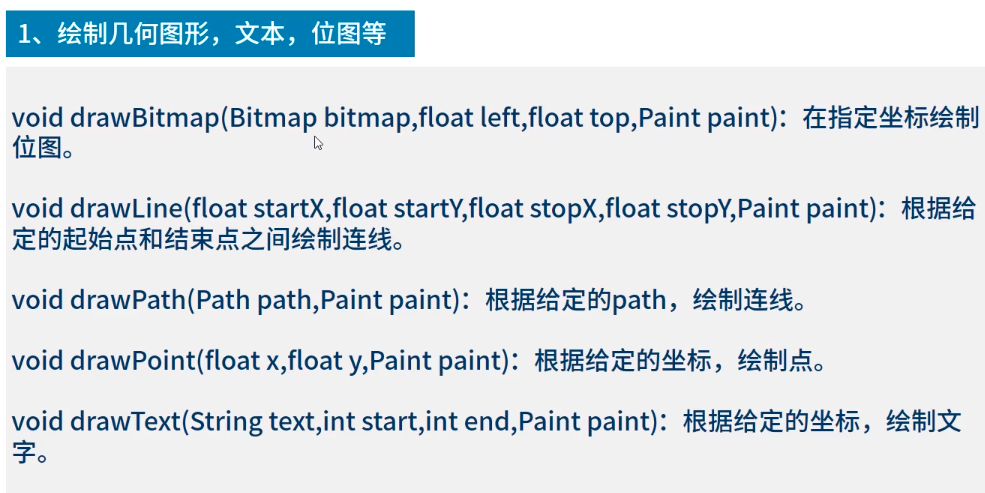 1、绘制几何图形，文本，位图等
void drawBitmap(Bitmap bitmap,float left,float top,Paint paint)：在指定坐标绘制
位图。
void drawLine(float startX,float startY,float stopX,float stopY,Paint paint)：根据给
定的起始点和结束点之间绘制连线。
void drawPath(Path path,Paint paint)：根据给定的path，绘制连线。
void drawPoint(float x,float y,Paint paint)：根据给定的坐标，绘制点。
void drawText(String text,int start,int end,Paint paint)：根据给定的坐标，绘制文
字。